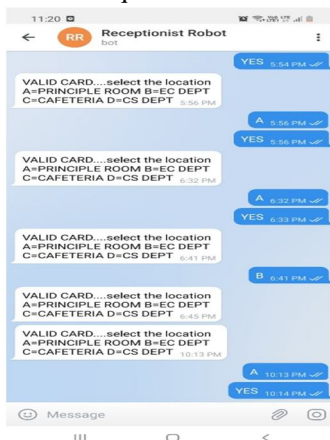 11:20
RR
Receptionist Robot
bot
YES 5:54 PM
VALID CARD....select the location
A=PRINCIPLE ROOM B=EC DEPT
C=CAFETERIA D=CS DEPT 5:56 PM
A 5:56 PM
YES 5:56 PM
VALID CARD....select the location
A=PRINCIPLE ROOM B=EC DEPT
C=CAFETERIA D=CS DEPT 6:32 PM
A 6:32 PM
YES 6:33 PM
VALID CARD....select the location
A=PRINCIPLE ROOM B=EC DEPT
C=CAFETERIA D=CS DEPT 6:41 PM
B 6:41 PM
VALID CARD....select the location
A=PRINCIPLE ROOM B=EC DEPT
C=CAFETERIA D=CS DEPT 6:45 PM
VALID CARD....select the location
A=PRINCIPLE ROOM B=EC DEPT
C=CAFETERIA D=CS DEPT 10:13 PM
A 10:13 PM
YES 10:14 PM
Message